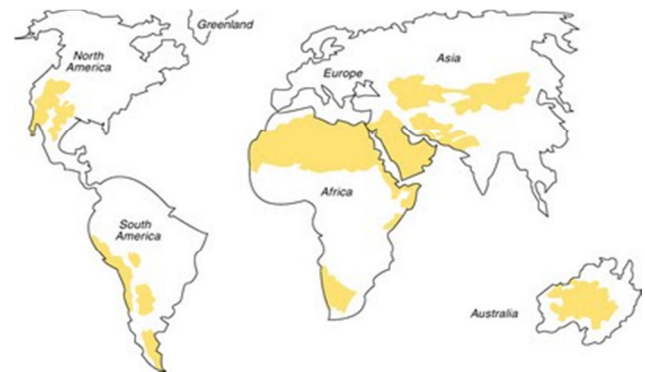 Greenland
North
America
Europe
Asia
Africa
South
America
Australia